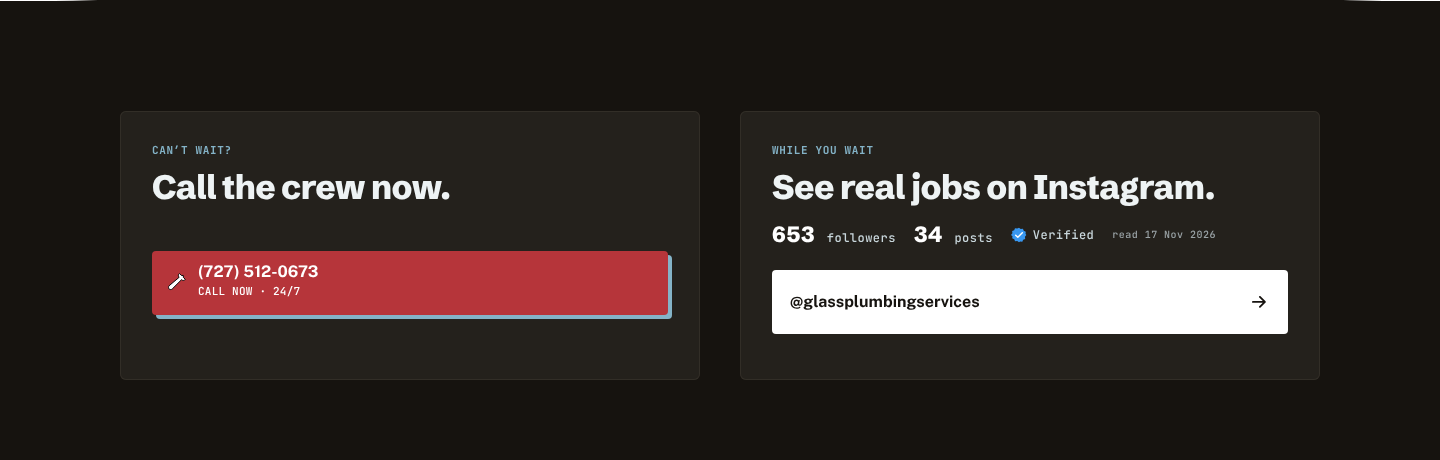 CAN’T WAIT?
Call the crew now.
(727) 512-0673
CALL NOW · 24/7
WHILE YOU WAIT
See real jobs on Instagram.
653 followers 34 posts Verified read 17 Nov 2026
@glassplumbingservices